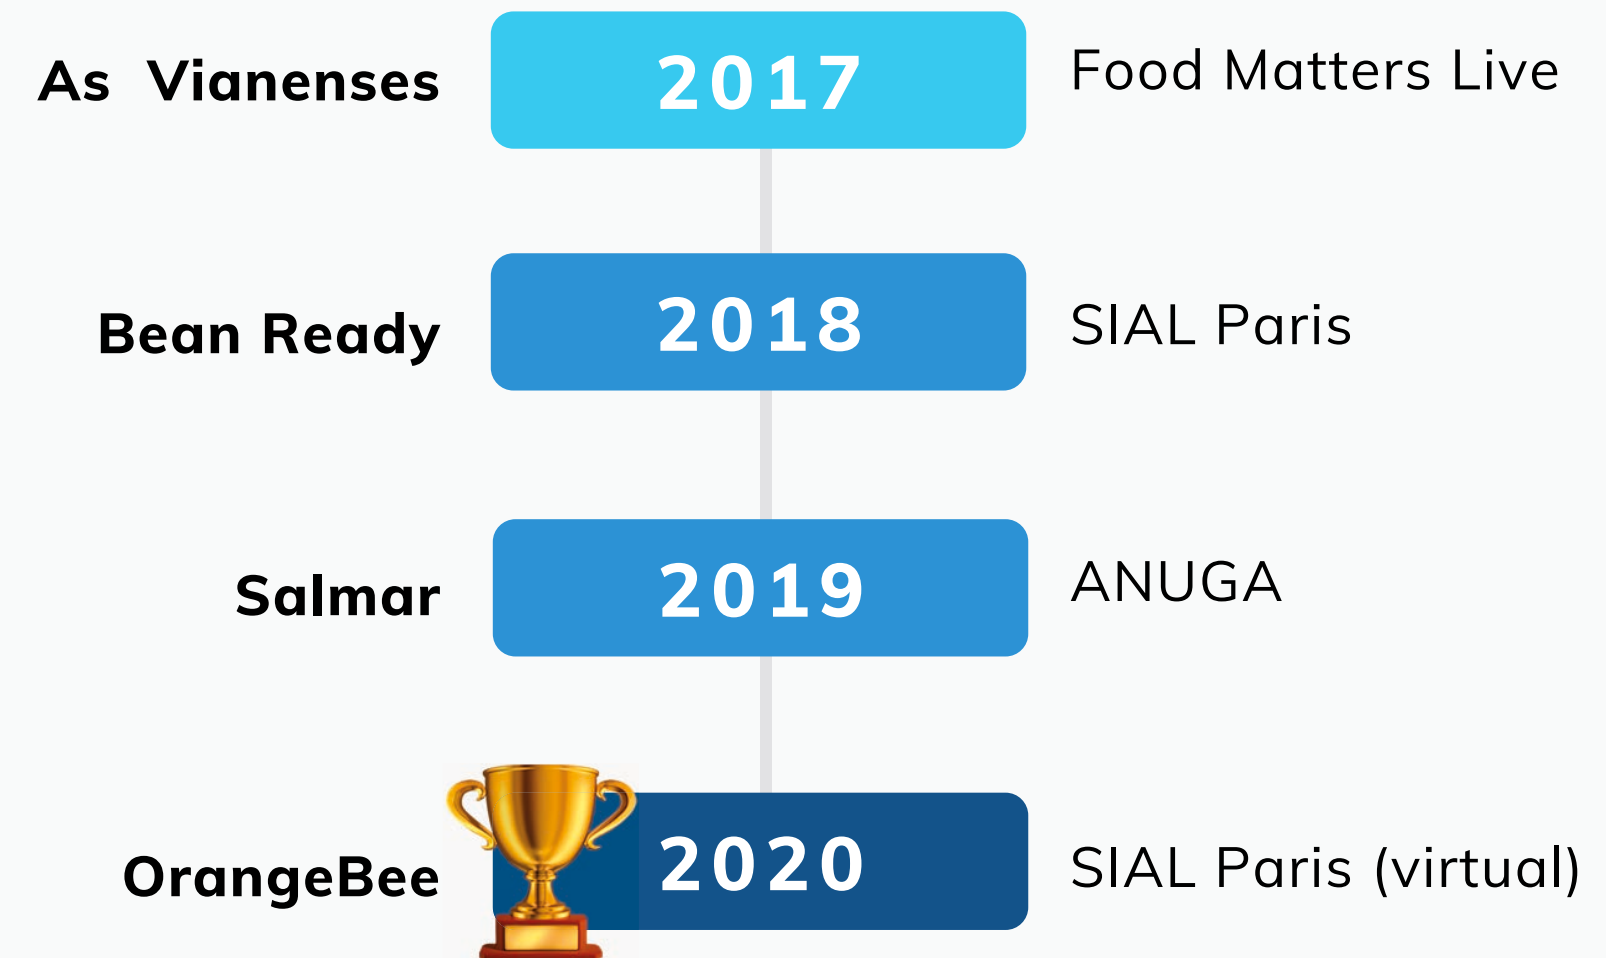 As Vianenses
2017
Food Matters Live
Bean Ready
2018
SIAL Paris
Salmar
2019
ANUGA
OrangeBee
2020
SIAL Paris (virtual)